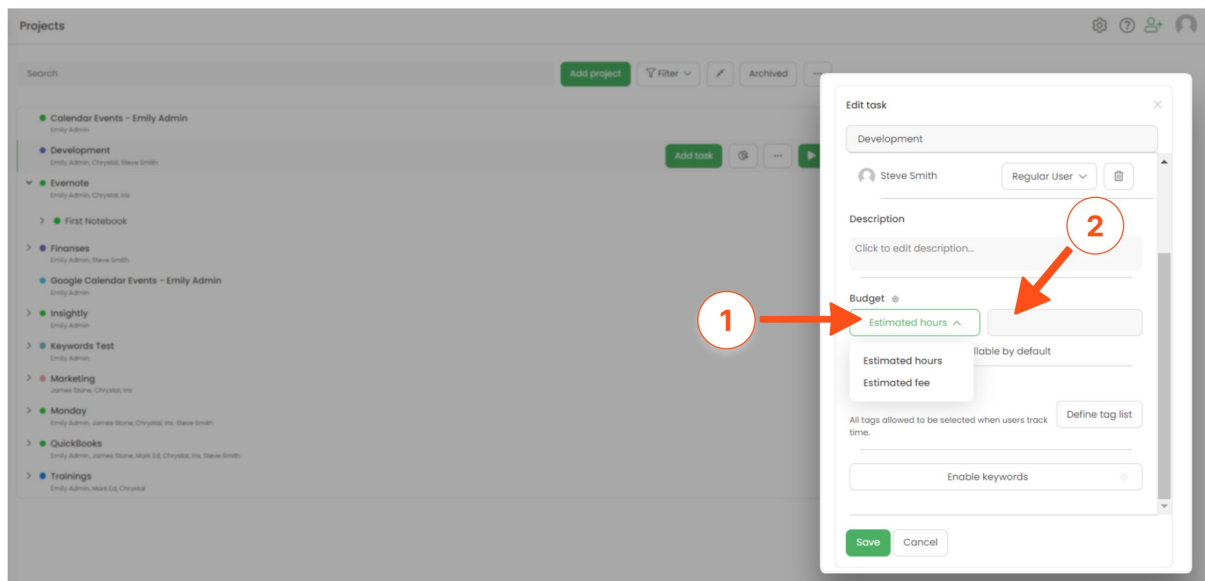 Projects
Search
Add project
Filter
Archived
Calendar Events - Emily Admin
Emily Admin
Development
Emily Admin, Chrystal, Steve Smith
Add task
Evernote
Emily Admin, Chrystal, Iris
First Notebook
Finanses
Emily Admin, Steve Smith
Google Calendar Events - Emily Admin
Emily Admin
Insightly
Emily Admin
Keywords Test
Emily Admin
Marketing
James Stone, Chrystal, Iris
Monday
Emily Admin, James Stone, Chrystal, Iris, Steve Smith
QuickBooks
Emily Admin, James Stone, Mark Ed, Chrystal, Iris, Steve Smith
Trainings
Emily Admin, Mark Ed, Chrystal
Edit task
Development
Steve Smith
Regular User
Description
Click to edit description...
2
Budget
1
Estimated hours
Estimated hours
llable by default
Estimated fee
All tags allowed to be selected when users track
time.
Define tag list
Enable keywords
Save
Cancel